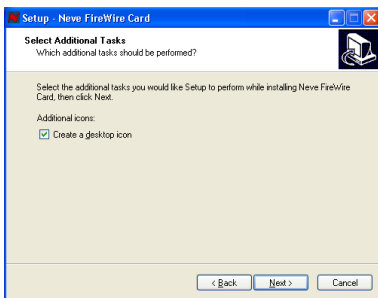 Setup - Neve FireWire Card
Select Additional Tasks
Which additional tasks should be performed?
Select the additional tasks you would like Setup to perform while installing Neve FireWire
Card, then click Next.
Additional icons:
Create a desktop icon
< Back Next > Cancel